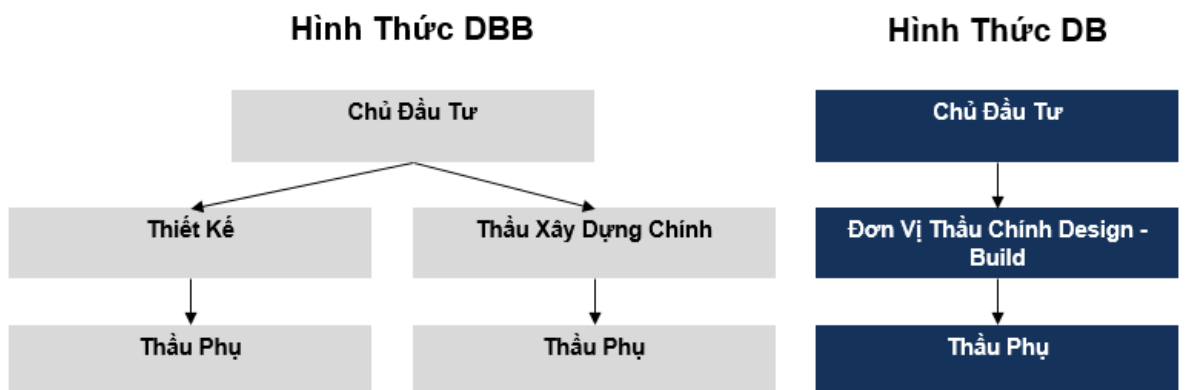 Hình Thức DBB
Hình Thức DB
Chủ Đầu Tư
Chủ Đầu Tư
Thiết Kế
Thầu Xây Dựng Chính
Đơn Vị Thầu Chính Design -
Build
Thầu Phụ
Thầu Phụ
Thầu Phụ